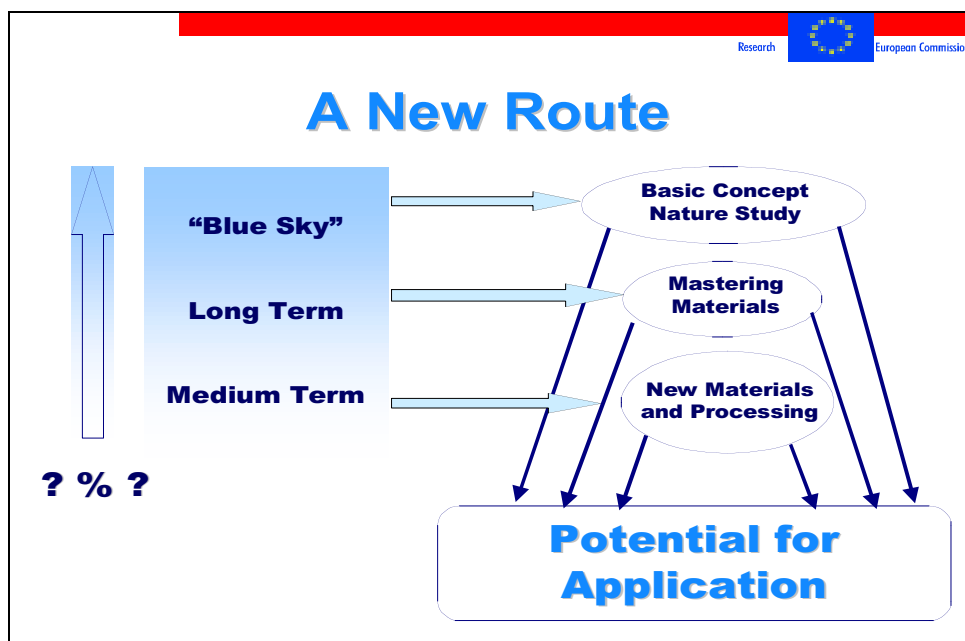 Research
European Commissio
A New Route
“Blue Sky”
Long Term
Medium Term
? % ?
Basic Concept
Nature Study
Mastering
Materials
New Materials
and Processing
Potential for
Application